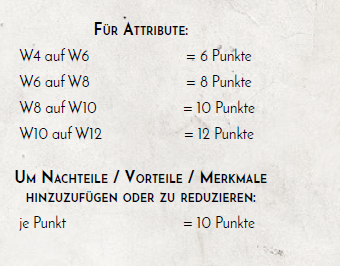 Für Attribute:
W4 auf W6 = 6 Punkte
W6 auf W8 = 8 Punkte
W8 auf W10 = 10 Punkte
W10 auf W12 = 12 Punkte
Um Nachteile / Vorteile / Merkmale
hinzuzufügen oder zu reduzieren:
je Punkt = 10 Punkte